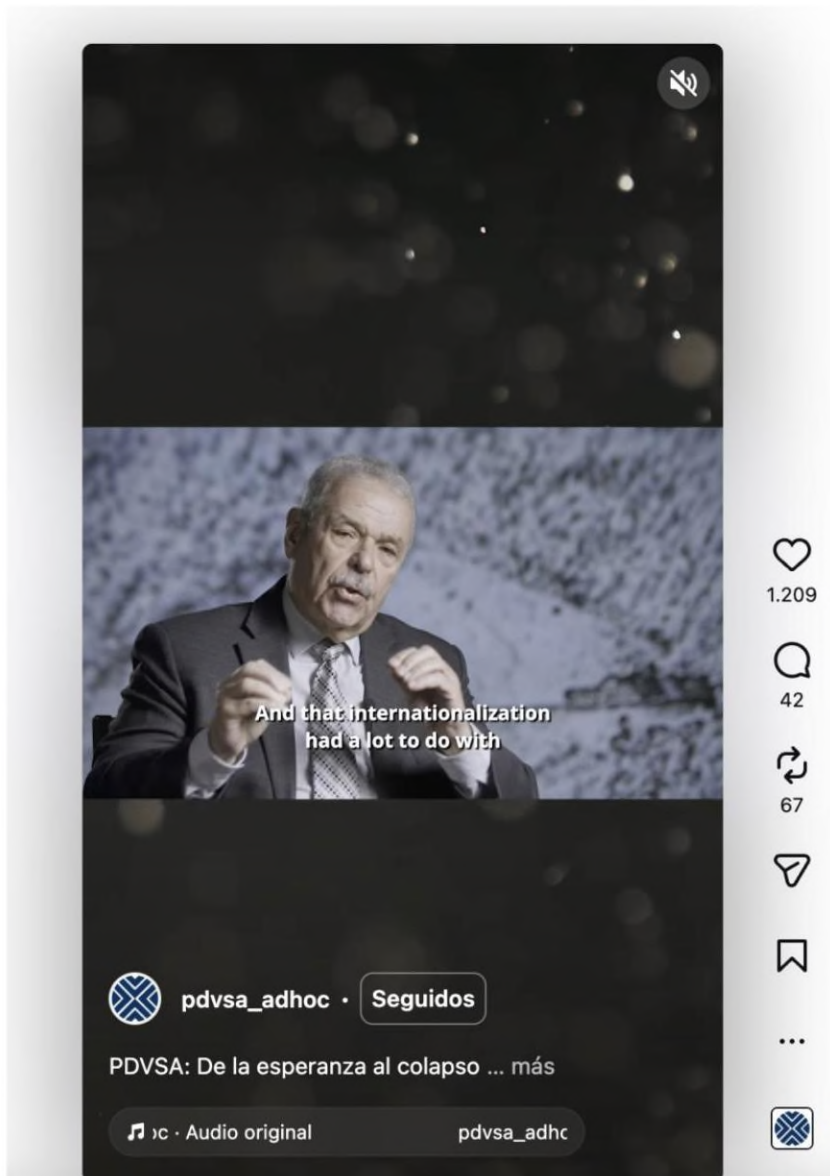 And that internationalization
had a lot to do with
1.209
42
67
pdvsa_adhoc • Seguidos
PDVSA: De la esperanza al colapso ... más
oc · Audio original pdvsa_adhc